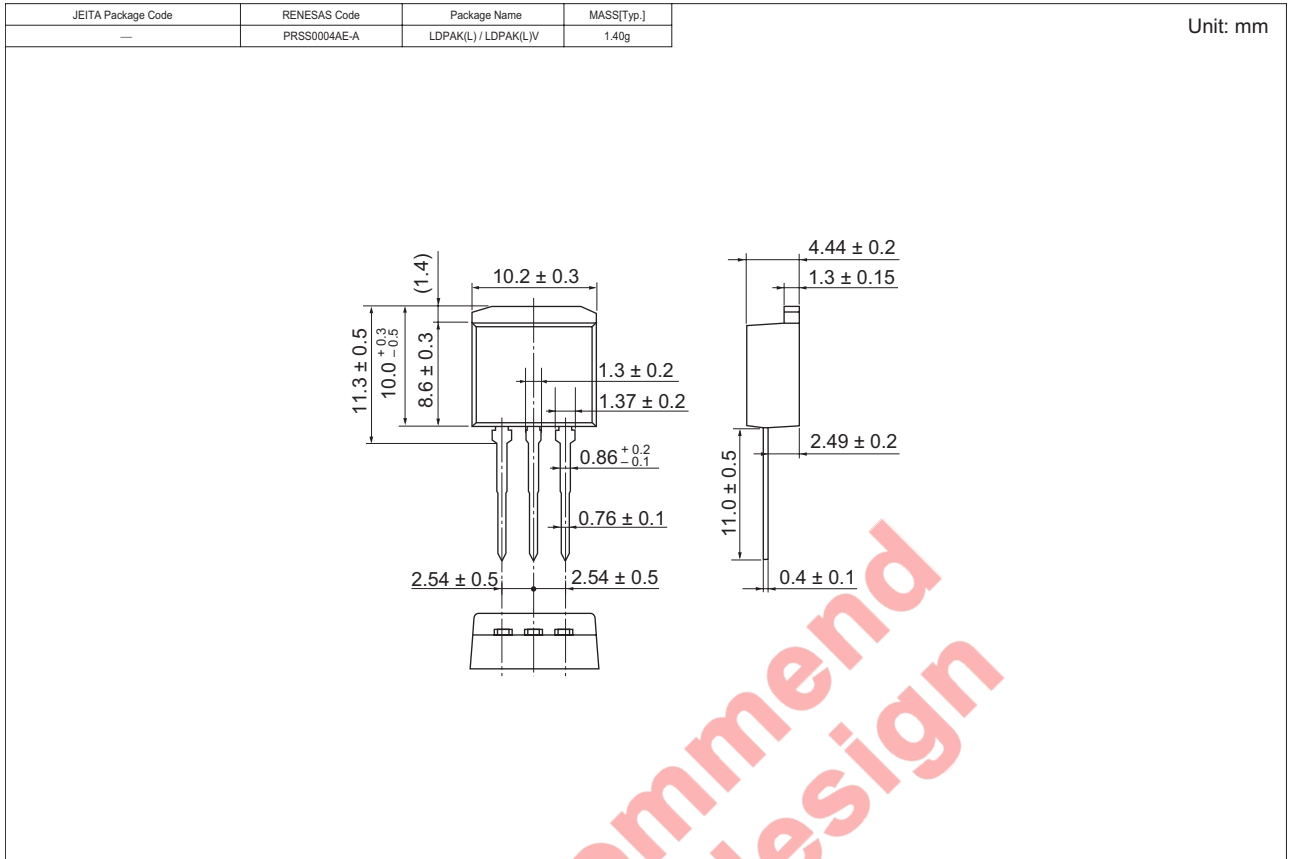 JEITA Package Code RENESAS Code Package Name MASS[Typ.]
— PRSS0004AE-A LDPAK(L) / LDPAK(L)V 1.40g
Unit: mm
4.44 ± 0.2
(1.4)
10.2 ± 0.3
1.3 ± 0.15
11.3 ± 0.5
10.0 + 0.3 – 0.5
8.6 ± 0.3
1.3 ± 0.2
1.37 ± 0.2
2.49 ± 0.2
0.86 + 0.2 – 0.1
11.0 ± 0.5
0.76 ± 0.1
2.54 ± 0.5
2.54 ± 0.5
0.4 ± 0.1
mmend
design